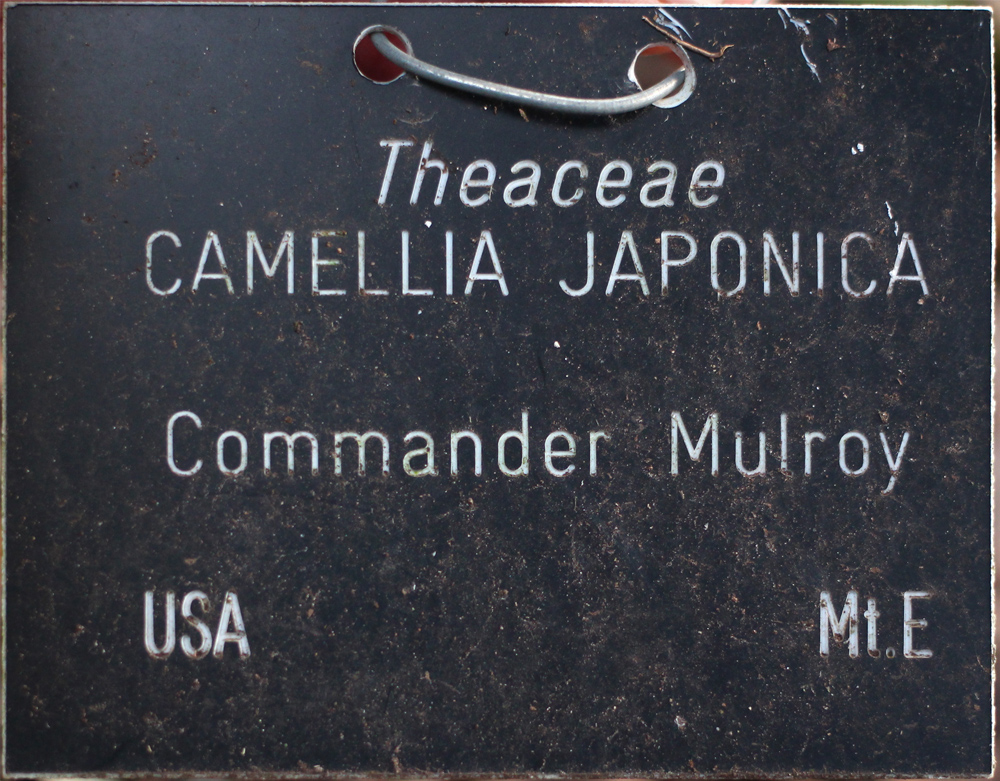 Theaceae
CAMELLIA JAPONICA
Commander Mulroy
USA Mt.E